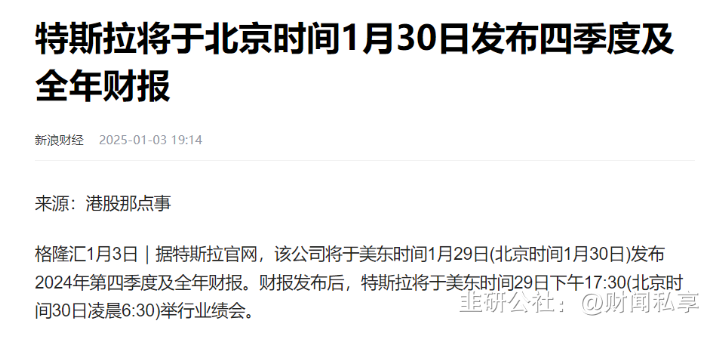 特斯拉将于北京时间1月30日发布四季度及
全年财报
新浪财经 2025-01-03 19:14
来源：港股那点事
格隆汇1月3日｜据特斯拉官网，该公司将于美东时间1月29日(北京时间1月30日)发布
2024年第四季度及全年财报。财报发布后，特斯拉将于美东时间29日下午17:30(北京时
间30日凌晨6:30)举行业绩会。
韭研公社：@财闻私享